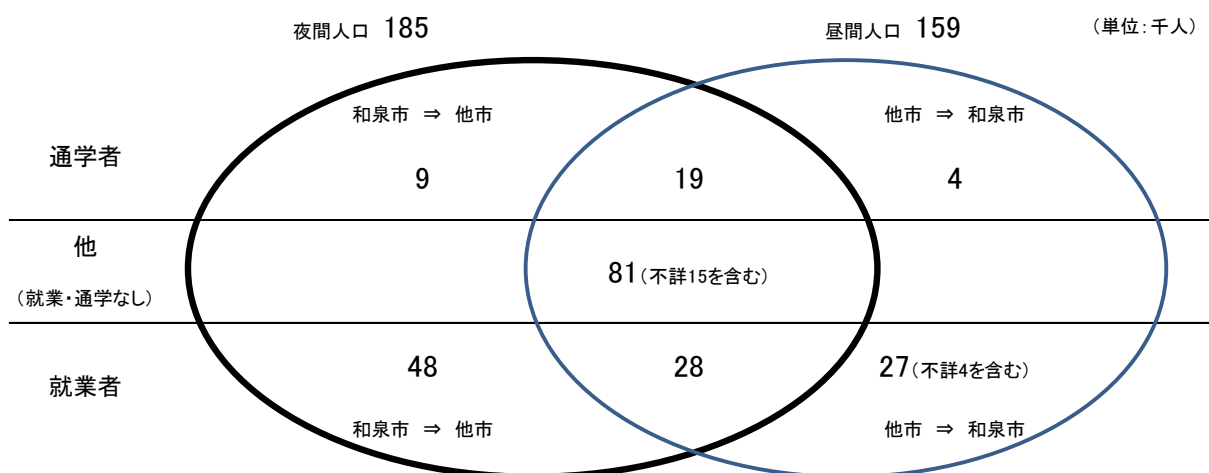 夜間人口 185 昼間人口 159 (単位:千人)
和泉市 ⇒ 他市 他市 ⇒ 和泉市
通学者 9 19 4
他
(就業・通学なし) 81(不詳15を含む)
就業者 48 28 27(不詳4を含む)
和泉市 ⇒ 他市 他市 ⇒ 和泉市